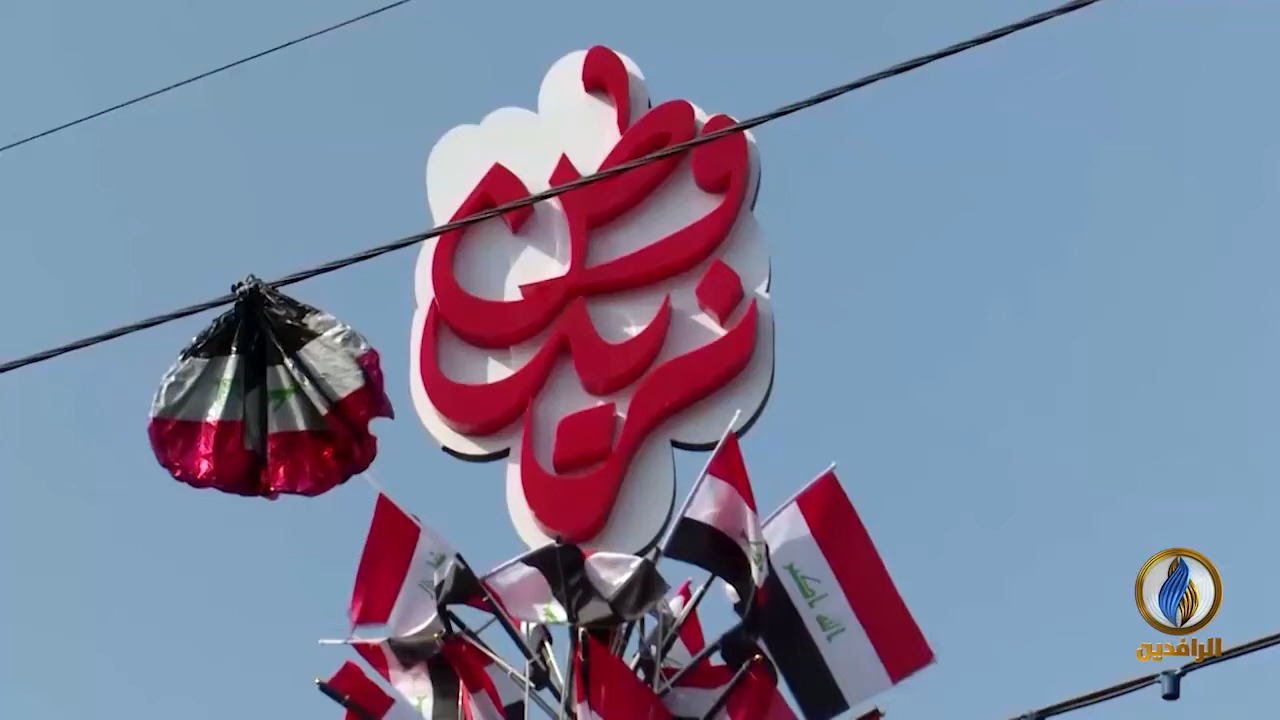 نريد
وطن
الله اكبر
الرافدين